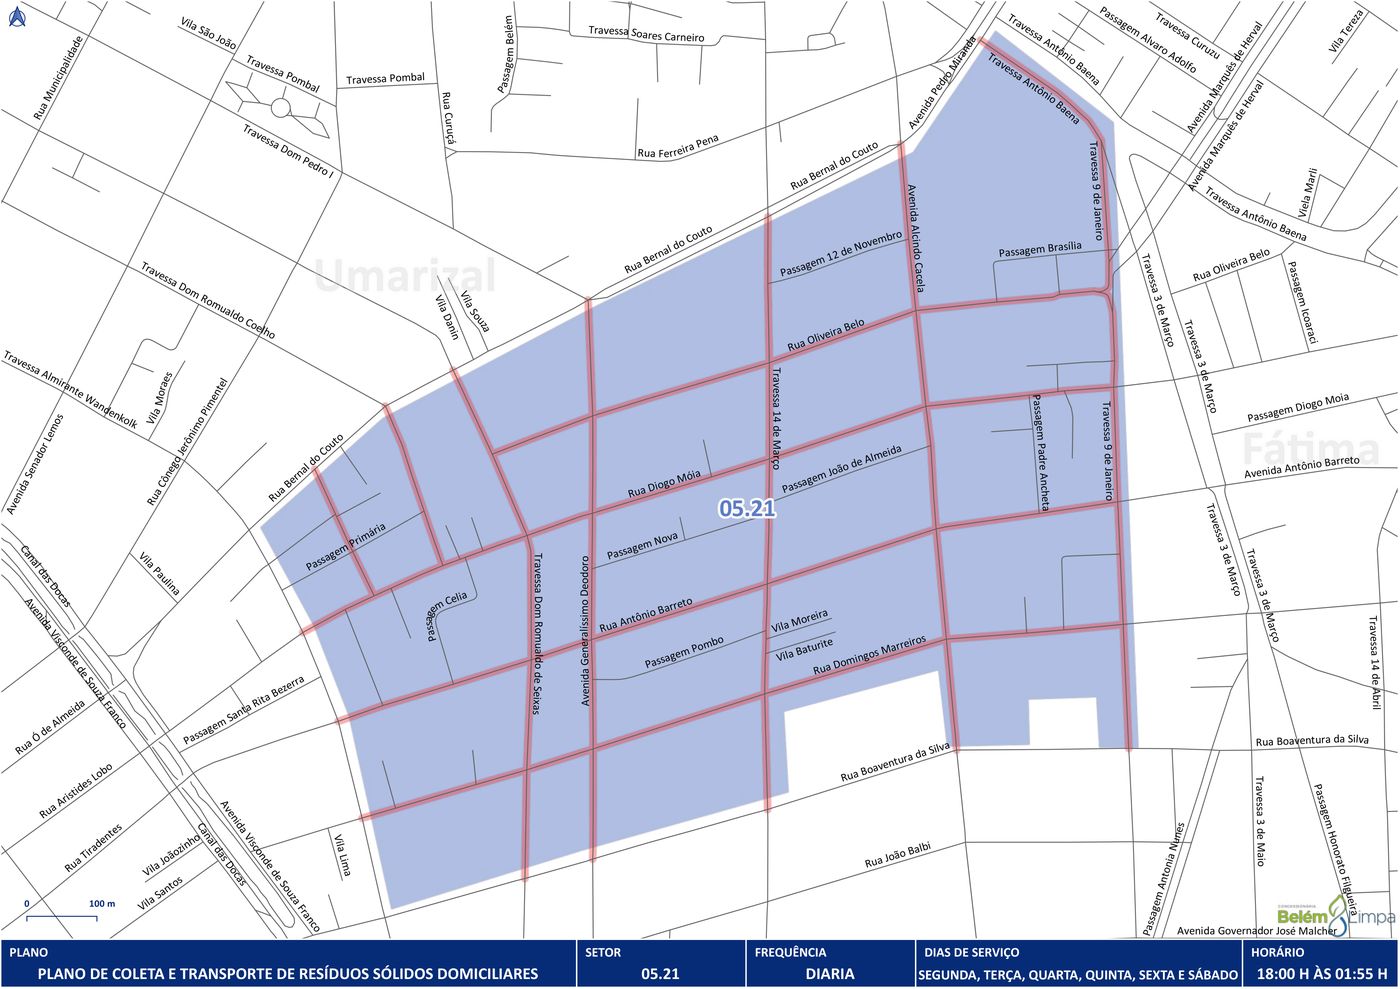 Vila São João
Travessa Pombal
Travessa Pombal
Rua Municipalidade
Travessa Dom Pedro I
Rua Curuçá
Passagem Belém
Travessa Soares Carneiro
Rua Ferreira Pena
Rua Bernal do Couto
Avenida Pedro Miranda
Travessa Antônio Baena
Travessa Antônio Baena
Passagem Alvaro Adolfo
Travessa Curuzu
Avenida Marquês de Herval
Avenida Marquês de Herval
Vila Tereza
Travessa 9 de Janeiro
Viela Marli
Travessa Antônio Baena
Umarizal
Rua Bernal do Couto
Avenida Alcindo Cacela
Passagem 12 de Novembro
Passagem Brasília
Rua Oliveira Belo
Passagem Icoaraci
Travessa 3 de Março
Travessa 3 de Março
Travessa Dom Romualdo Coelho
Vila Danin
Vila Souza
Rua Oliveira Belo
Travessa Almirante Wandenkolk
Vila Moraes
Rua Cônego Jerônimo Pimentel
Avenida Senador Lemos
Rua Bernal do Couto
Travessa 14 de Março
Passagem Diogo Moia
Fátima
Avenida Antônio Barreto
Passagem Padre Ancheta
Travessa 9 de Janeiro
Rua Diogo Móia
Passagem João de Almeida
05.21
Passagem Primária
Passagem Nova
Travessa 3 de Março
Travessa 3 de Março
Canal das Docas
Vila Paulina
Avenida Visconde de Souza Franco
Passagem Celia
Travessa Dom Romualdo de Seixas
Avenida Generalíssimo Deodoro
Rua Antônio Barreto
Vila Moreira
Vila Baturite
Passagem Pombo
Rua Domingos Marreiros
Travessa 14 de Abril
Rua Ó de Almeida
Passagem Santa Rita Bezerra
Rua Boaventura da Silva
Rua Boaventura da Silva
Rua Aristides Lobo
Rua Tiradentes
Vila Joãozinho
Vila Santos
Canal das Docas
Avenida Visconde de Souza Franco
Vila Lima
Rua João Balbi
Passagem Antonia Nunes
Travessa 3 de Maio
Passagem Honorato Filgueira
0 100 m
CONCESSIONÁRIA
Belém Limpa
Avenida Governador José Malcher
PLANO
PLANO DE COLETA E TRANSPORTE DE RESÍDUOS SÓLIDOS DOMICILIARES
SETOR
05.21
FREQUÊNCIA
DIARIA
DIAS DE SERVIÇO
SEGUNDA, TERÇA, QUARTA, QUINTA, SEXTA E SÁBADO
HORÁRIO
18:00 H ÀS 01:55 H